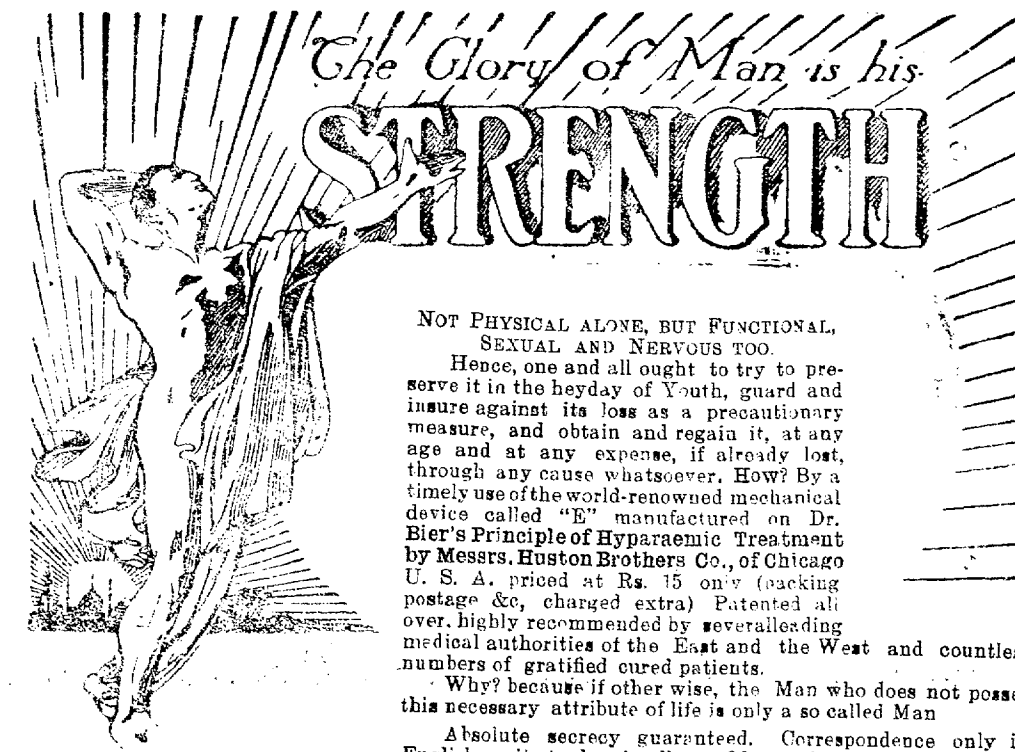 The Glory of Man is his
STRENGTH
NOT PHYSICAL ALONE, BUT FUNCTIONAL,
SEXUAL AND NERVOUS TOO.
Hence, one and all ought to try to pre-
serve it in the heyday of Youth, guard and
insure against its loss as a precautionary
measure, and obtain and regain it, at any
age and at any expense, if already lost,
through any cause whatsoever. How? By a
timely use of the world-renowned mechanical
device called "E" manufactured on Dr.
Bier's Principle of Hyparaemic Treatment
by Messrs. Huston Brothers Co., of Chicago
U. S. A. priced at Rs. 15 only (packing
postage &c, charged extra) Patented all
over, highly recommended by severalleading
medical authorities of the East and the West and countles
numbers of gratified cured patients.
Why? because if other wise, the Man who does not posse
this necessary attribute of life is only a so called Man
Absolute secrecy guaranteed. Correspondence only i